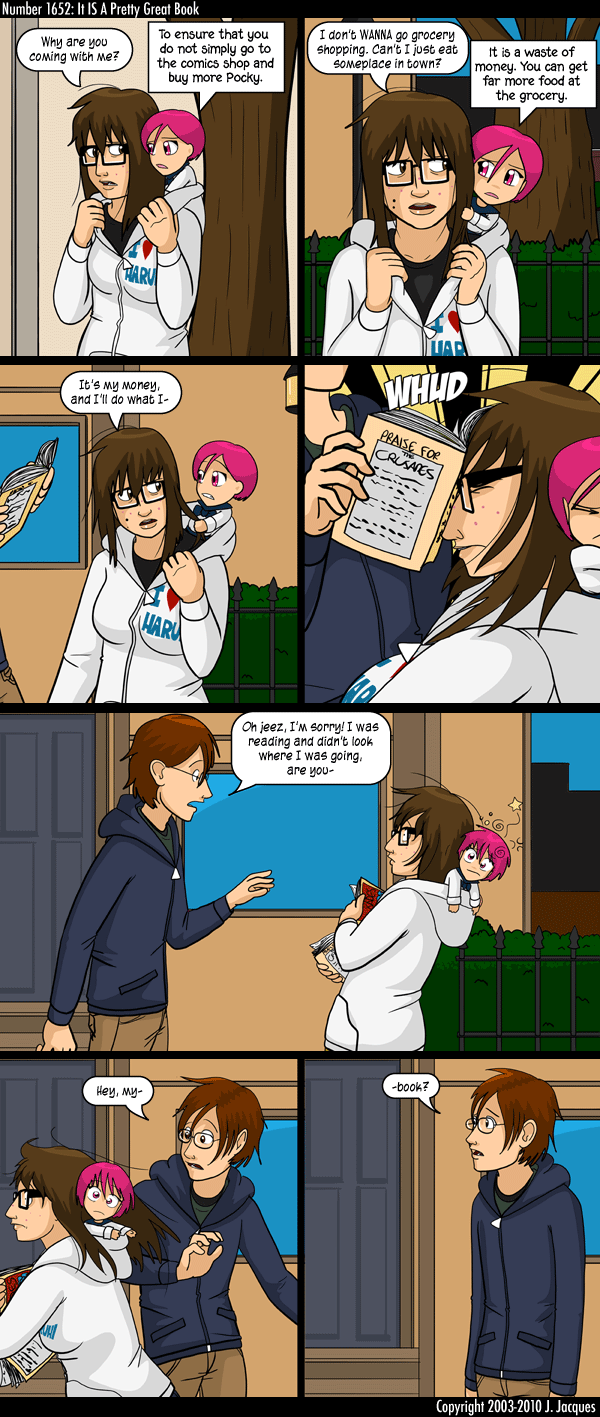 Number 1652: It IS A Pretty Great Book
Why are you
coming with me?
To ensure that you
do not simply go to
the comics shop and
buy more Pocky.
I ♥
HARU
I don't WANNA go grocery
shopping. Can't I just eat
someplace in town?
It is a waste of
money. You can get
far more food at
the grocery.
I ♥
HAR
It's my money,
and I'll do what I-
I ♥
HARU
WHUD
PRAISE FOR
THE
CRUSADES
Oh jeez, I'm sorry! I was
reading and didn't look
where I was going,
are you-
Hey, my-
-book?
Copyright 2003-2010 J. Jacques